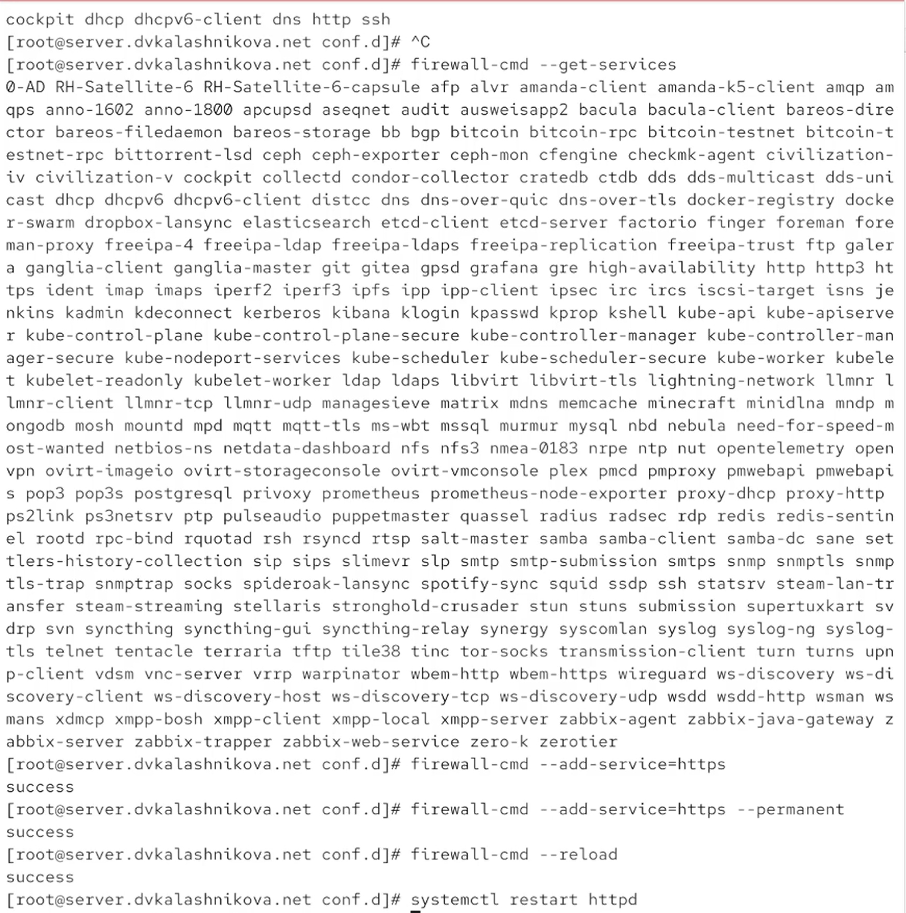 cockpit dhcp dhcpv6-client dns http ssh
[root@server.dvkalashnikova.net conf.d]# ^C
[root@server.dvkalashnikova.net conf.d]# firewall-cmd --get-services
0-AD RH-Satellite-6 RH-Satellite-6-capsule afp alvr amanda-client amanda-k5-client amqp am
qps anno-1602 anno-1800 apcupsd aseqnet audit ausweisapp2 bacula bacula-client bareos-dire
ctor bareos-filedaemon bareos-storage bb bgp bitcoin bitcoin-rpc bitcoin-testnet bitcoin-t
estnet-rpc bittorrent-lsd ceph ceph-exporter ceph-mon cfengine checkmk-agent civilization-
iv civilization-v cockpit collectd condor-collector cratedb ctdb dds dds-multicast dds-uni
cast dhcp dhcpv6 dhcpv6-client distcc dns dns-over-quic dns-over-tls docker-registry docke
r-swarm dropbox-lansync elasticsearch etcd-client etcd-server factorio finger foreman fore
man-proxy freeipa-4 freeipa-ldap freeipa-ldaps freeipa-replication freeipa-trust ftp galer
a ganglia-client ganglia-master git gitea gpsd grafana gre high-availability http http3 ht
tps ident imap imaps iperf2 iperf3 ipfs ipp ipp-client ipsec irc ircs iscsi-target isns je
nkins kadmin kdeconnect kerberos kibana klogin kpasswd kprop kshell kube-api kube-apiserve
r kube-control-plane kube-control-plane-secure kube-controller-manager kube-controller-man
ager-secure kube-nodeport-services kube-scheduler kube-scheduler-secure kube-worker kubele
t kubelet-readonly kubelet-worker ldap ldaps libvirt libvirt-tls lightning-network llmnr l
lmnr-client llmnr-tcp llmnr-udp managesieve matrix mdns memcache minecraft minidlna mndp m
ongodb mosh mountd mpd mqtt mqtt-tls ms-wbt mssql murmur mysql nbd nebula need-for-speed-m
ost-wanted netbios-ns netdata-dashboard nfs nfs3 nmea-0183 nrpe ntp nut opentelemetry open
vpn ovirt-imageio ovirt-storageconsole ovirt-vmconsole plex pmcd pmproxy pmwebapi pmwebapi
s pop3 pop3s postgresql privoxy prometheus prometheus-node-exporter proxy-dhcp proxy-http
ps2link ps3netsrv ptp pulseaudio puppetmaster quassel radius radsec rdp redis redis-sentin
el rootd rpc-bind rquotad rsh rsyncd rtsp salt-master samba samba-client samba-dc sane set
tlers-history-collection sip sips slimevr slp smtp smtp-submission smtps snmp snmptls snmp
tls-trap snmptrap socks spideroak-lansync spotify-sync squid ssdp ssh statsrv steam-lan-tr
ansfer steam-streaming stellaris stronghold-crusader stun stuns submission supertuxkart sv
drp svn syncthing syncthing-gui syncthing-relay synergy syscomlan syslog syslog-ng syslog-
tls telnet tentacle terraria tftp tile38 tinc tor-socks transmission-client turn turns upn
p-client vdsm vnc-server vrrp warpinator wbem-http wbem-https wireguard ws-discovery ws-di
scovery-client ws-discovery-host ws-discovery-tcp ws-discovery-udp wsdd wsdd-http wsman ws
mans xdmcp xmpp-bosh xmpp-client xmpp-local xmpp-server zabbix-agent zabbix-java-gateway z
abbix-server zabbix-trapper zabbix-web-service zero-k zerotier
[root@server.dvkalashnikova.net conf.d]# firewall-cmd --add-service=https
success
[root@server.dvkalashnikova.net conf.d]# firewall-cmd --add-service=https --permanent
success
[root@server.dvkalashnikova.net conf.d]# firewall-cmd --reload
success
[root@server.dvkalashnikova.net conf.d]# systemctl restart httpd